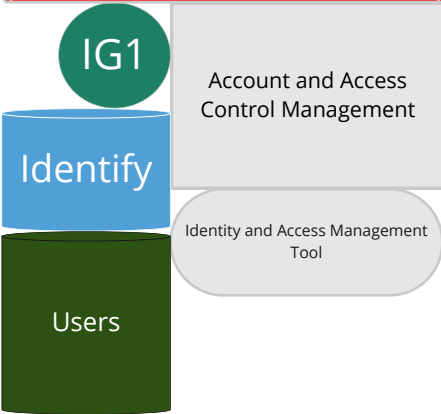 IG1
Account and Access
Control Management
Identify
Identity and Access Management
Tool
Users